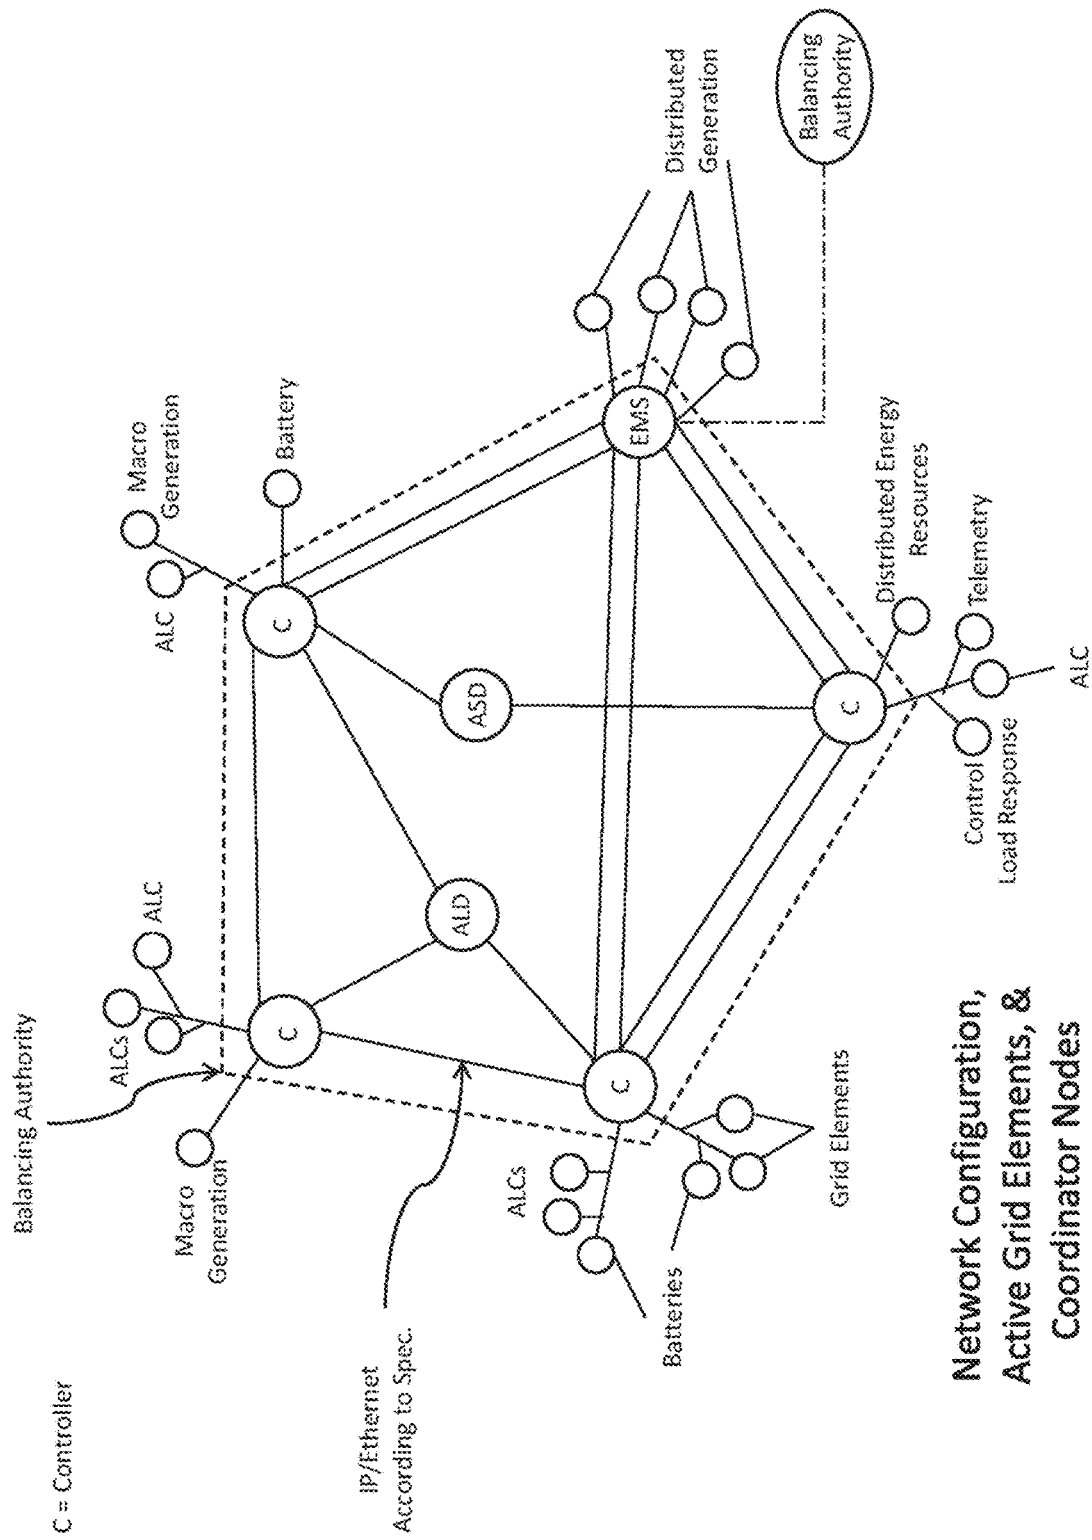 C = Controller
Balancing Authority
IP/Ethernet
According to Spec.
Macro
Generation
ALCs
ALC
C
ALC
Macro
Generation
Battery
C
ALD
ASD
ALCs
Batteries
C
Grid Elements
EMS
Distributed
Generation
Balancing
Authority
C
Distributed Energy
Resources
Telemetry
Control
Load Response
ALC
Network Configuration,
Active Grid Elements, &
Coordinator Nodes